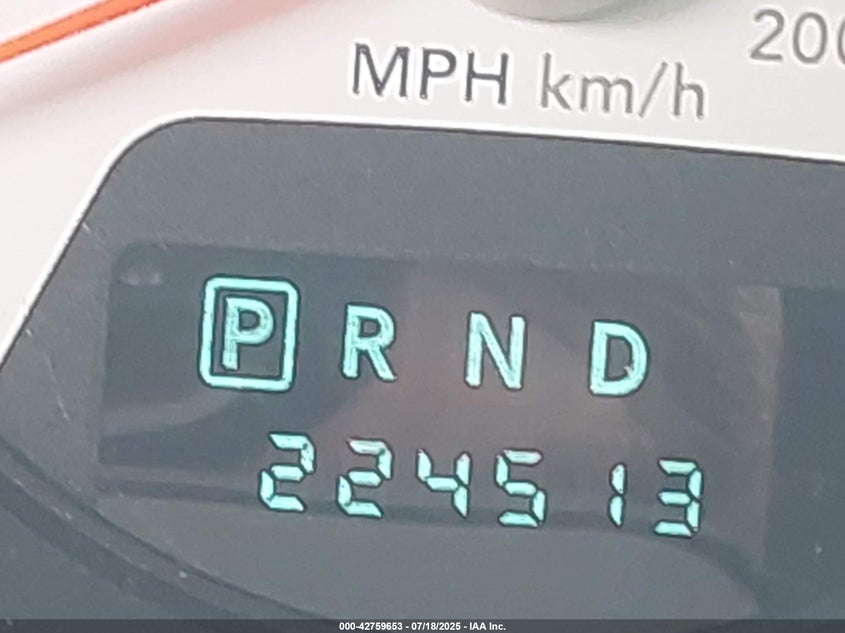 200
MPH km/h
P R N D
224513
000-42759653 - 07/18/2025 - IAA Inc.